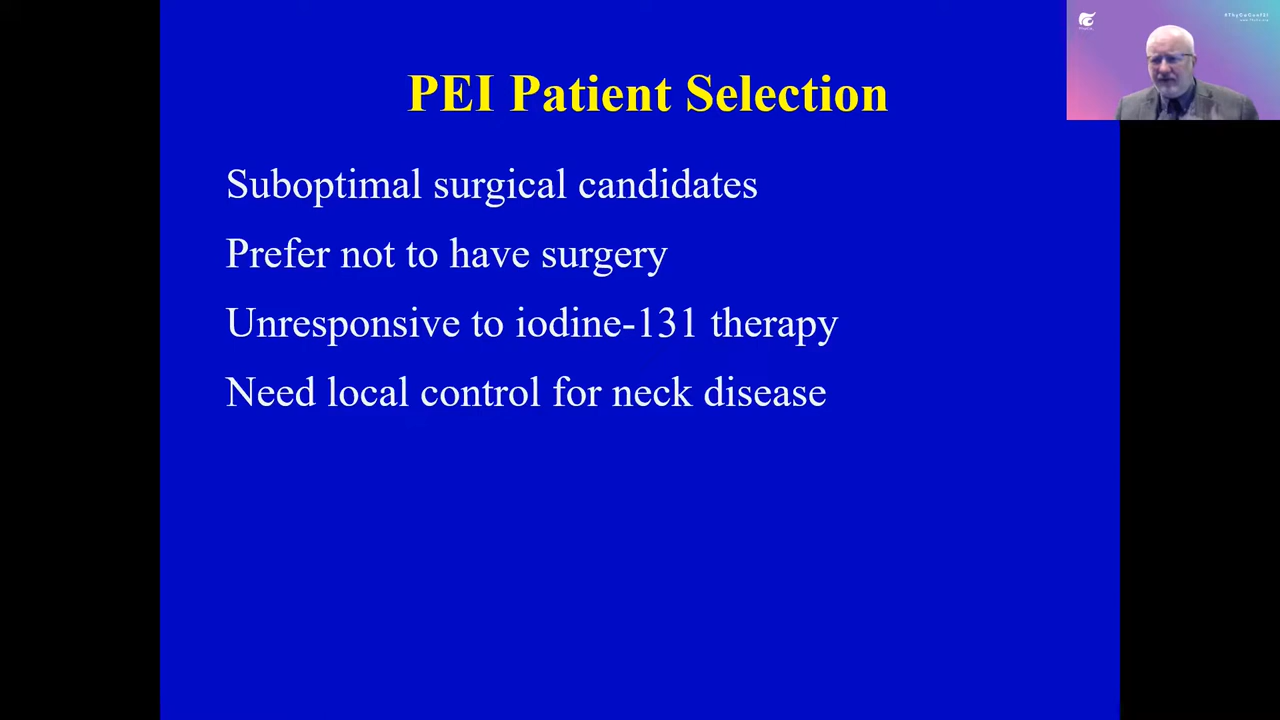 PEI Patient Selection
Suboptimal surgical candidates
Prefer not to have surgery
Unresponsive to iodine-131 therapy
Need local control for neck disease